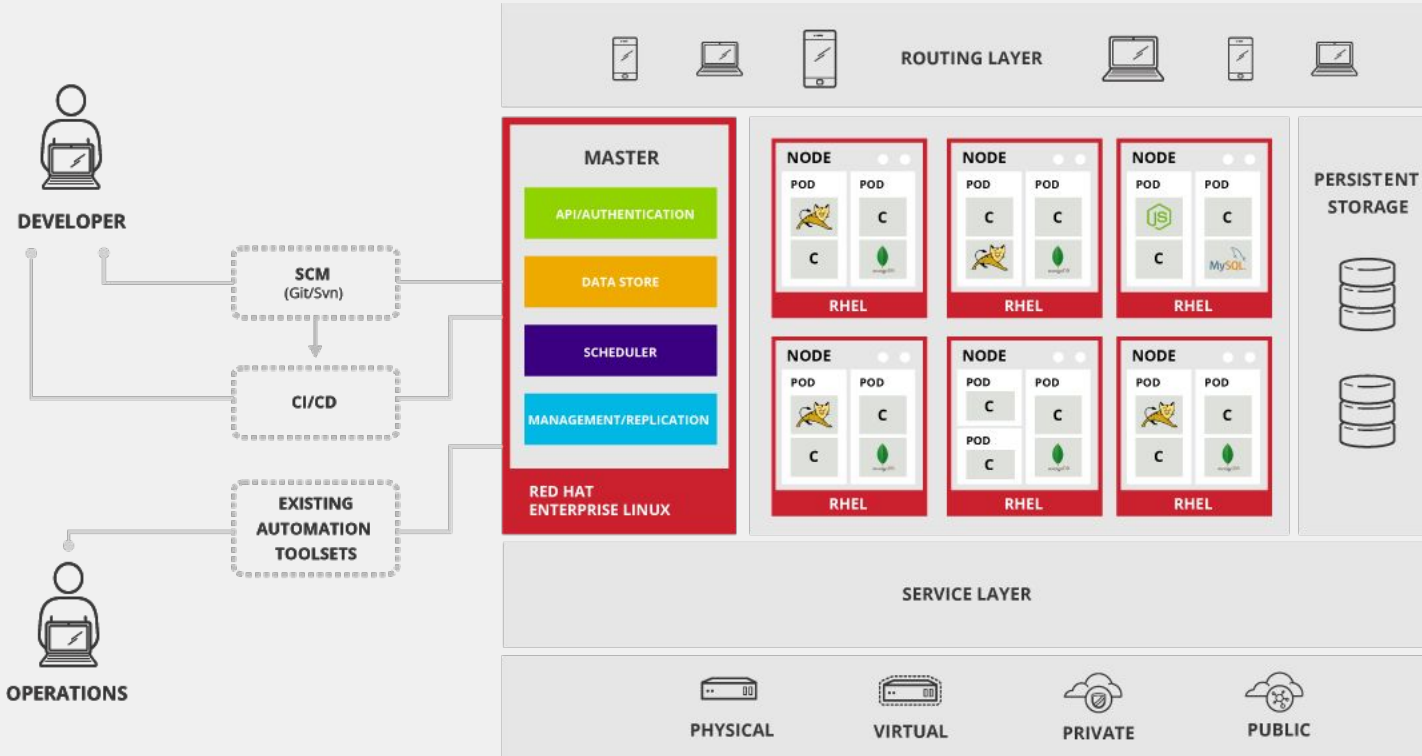 ROUTING LAYER
DEVELOPER
SCM
(Git/Svn)
CI/CD
EXISTING
AUTOMATION
TOOLSETS
OPERATIONS
MASTER
API/AUTHENTICATION
DATA STORE
SCHEDULER
MANAGEMENT/REPLICATION
RED HAT
ENTERPRISE LINUX
NODE
POD
POD
C
C
RHEL
NODE
POD
POD
C
C
RHEL
NODE
POD
POD
JS
C
C
MySQL
RHEL
NODE
POD
POD
C
C
RHEL
NODE
POD
POD
C
C
POD
C
RHEL
NODE
POD
POD
C
C
RHEL
PERSISTENT
STORAGE
SERVICE LAYER
PHYSICAL
VIRTUAL
PRIVATE
PUBLIC